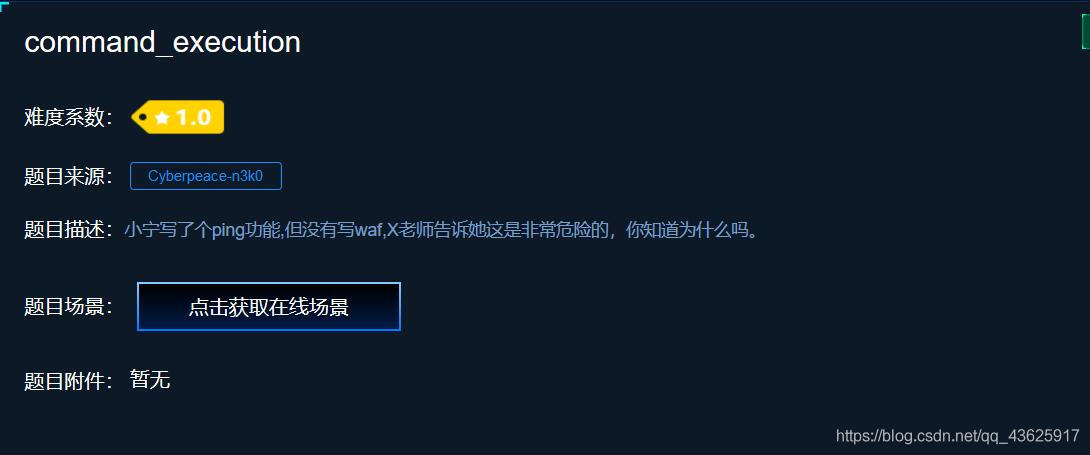 command_execution
难度系数: 1.0
题目来源: Cyberpeace-n3k0
题目描述:小宁写了个ping功能,但没有写waf,X老师告诉她这是非常危险的，你知道为什么吗。
题目场景: 点击获取在线场景
题目附件: 暂无
https://blog.csdn.net/qq_43625917